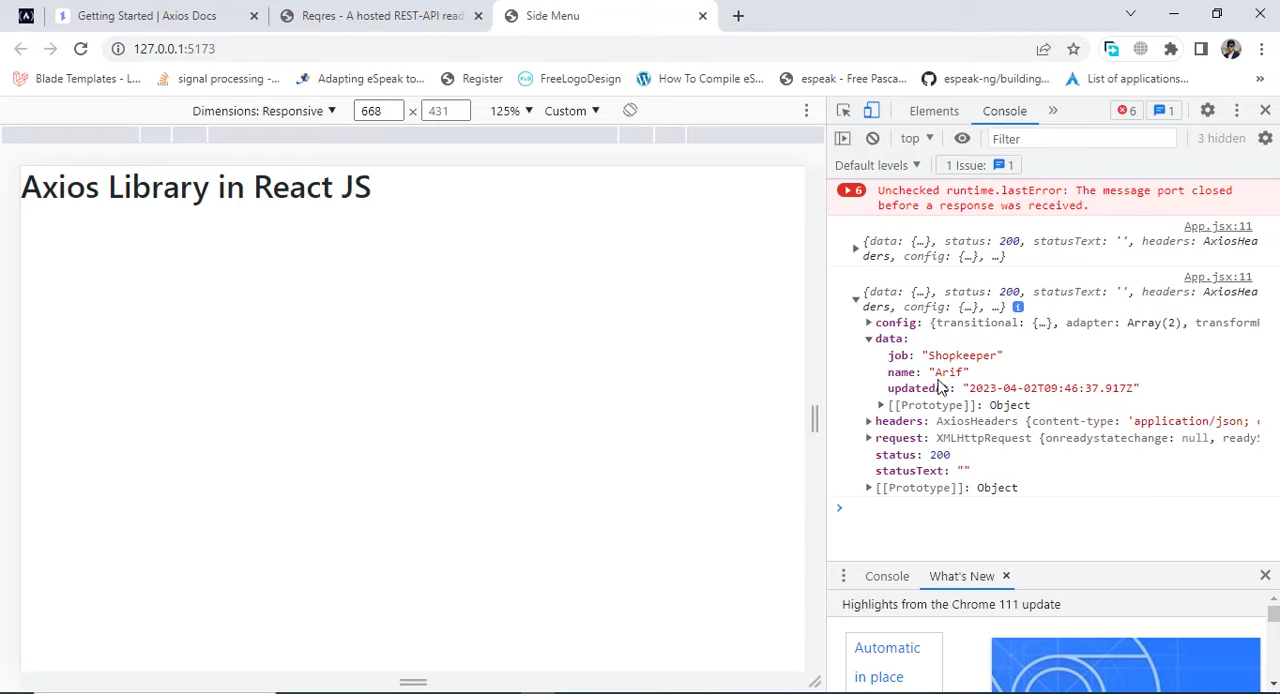 Getting Started | Axios Docs
Reqres - A hosted REST-API read
Side Menu
127.0.0.1:5173
Blade Templates - L...
signal processing -...
Adapting eSpeak to...
Register
FreeLogoDesign
How To Compile eS...
espeak - Free Pasca...
espeak-ng/building...
List of applications...
»
Dimensions: Responsive
668
×
431
125%
Custom
Elements
Console
»
6
1
top
Filter
3 hidden
Default levels
1 Issue:
1
Axios Library in React JS
6
Unchecked runtime.lastError: The message port closed
before a response was received.
App.jsx:11
{data: {…}, status: 200, statusText: '', headers: AxiosHea
ders, config: {…}, …}
App.jsx:11
{data: {…}, status: 200, statusText: '', headers: AxiosHea
ders, config: {…}, …}
config: {transitional: {…}, adapter: Array(2), transform
data:
job: "Shopkeeper"
name: "Arif"
"2023-04-02T09:46:37.917Z"
[[Prototype]]: Object
headers: AxiosHeaders {content-type: 'application/json;
request: XMLHttpRequest {onreadystatechange: null, ready
status: 200
statusText: ""
[[Prototype]]: Object
Console
What's New
Highlights from the Chrome 111 update
Automatic
in place